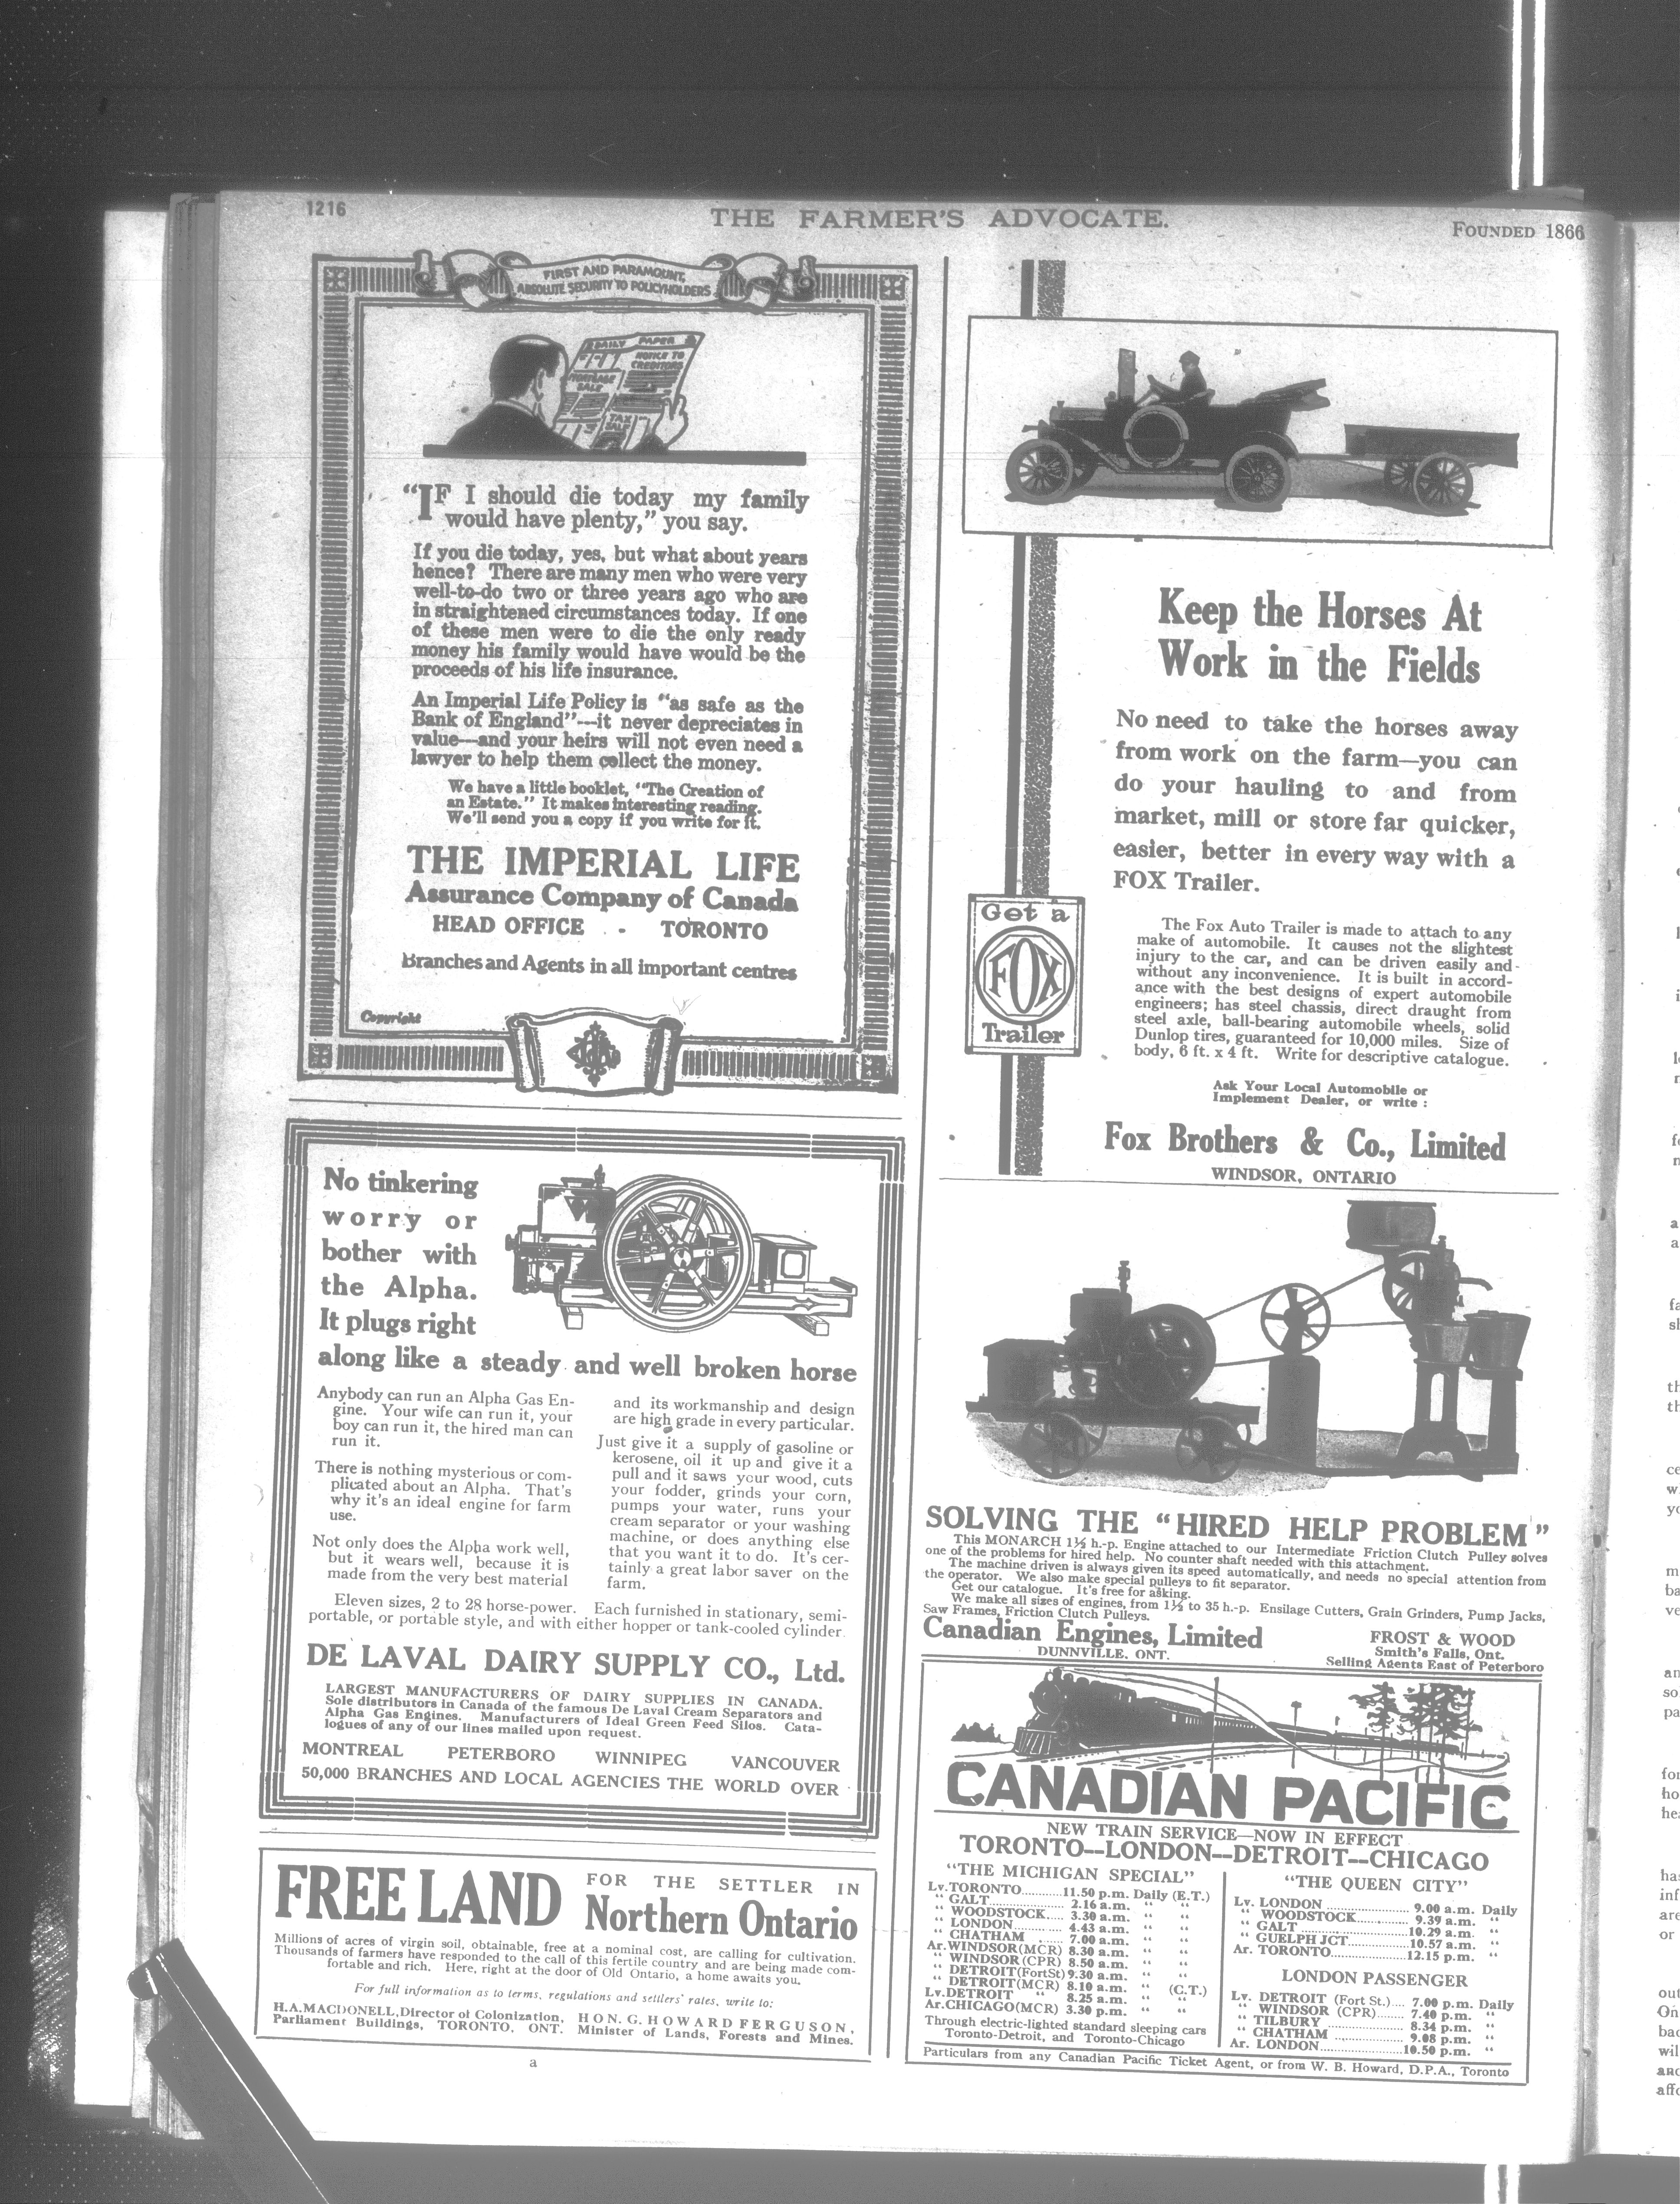 1216
THE FARMER'S ADVOCATE.
FOUNDED 1866
FIRST AND PARAMOUNT,
ABSOLUTE SECURITY TO POLICYHOLDERS
DAILY PAPER
NOTICE TO
CREDITORS
MORTGAGE
SALE
TAX
SALE
"IF I should die today my family
would have plenty," you say.
If you die today, yes, but what about years
hence? There are many men who were very
well-to-do two or three years ago who are
in straightened circumstances today. If one
of these men were to die the only ready
money his family would have would be the
proceeds of his life insurance.
An Imperial Life Policy is "as safe as the
Bank of England"---it never depreciates in
value---and your heirs will not even need a
lawyer to help them collect the money.
We have a little booklet, "The Creation of
an Estate." It makes interesting reading.
We'll send you a copy if you write for it.
THE IMPERIAL LIFE
Assurance Company of Canada
HEAD OFFICE - TORONTO
Branches and Agents in all important centres
Copyright
No tinkering
worry or
bother with
the Alpha.
It plugs right
along like a steady and well broken horse
Anybody can run an Alpha Gas En-
gine. Your wife can run it, your
boy can run it, the hired man can
run it.
There is nothing mysterious or com-
plicated about an Alpha. That's
why it's an ideal engine for farm
use.
Not only does the Alpha work well,
but it wears well, because it is
made from the very best material
and its workmanship and design
are high grade in every particular.
Just give it a supply of gasoline or
kerosene, oil it up and give it a
pull and it saws your wood, cuts
your fodder, grinds your corn,
pumps your water, runs your
cream separator or your washing
machine, or does anything else
that you want it to do. It's cer-
tainly a great labor saver on the
farm.
Eleven sizes, 2 to 28 horse-power. Each furnished in stationary, semi-
portable, or portable style, and with either hopper or tank-cooled cylinder.
DE LAVAL DAIRY SUPPLY CO., Ltd.
LARGEST MANUFACTURERS OF DAIRY SUPPLIES IN CANADA.
Sole distributors in Canada of the famous De Laval Cream Separators and
Alpha Gas Engines. Manufacturers of Ideal Green Feed Silos. Cata-
logues of any of our lines mailed upon request.
MONTREAL PETERBORO WINNIPEG VANCOUVER
50,000 BRANCHES AND LOCAL AGENCIES THE WORLD OVER
FREE LAND
FOR THE SETTLER IN
Northern Ontario
Millions of acres of virgin soil, obtainable, free at a nominal cost, are calling for cultivation.
Thousands of farmers have responded to the call of this fertile country and are being made com-
fortable and rich. Here, right at the door of Old Ontario, a home awaits you.
For full information as to terms, regulations and settlers' rates, write to:
H.A. MACDONELL, Director of Colonization,
Parliament Buildings, TORONTO, ONT.
HON. G. HOWARD FERGUSON,
Minister of Lands, Forests and Mines.
a
Keep the Horses At
Work in the Fields
No need to take the horses away
from work on the farm—you can
do your hauling to and from
market, mill or store far quicker,
easier, better in every way with a
FOX Trailer.
Get a
FOX
Trailer
The Fox Auto Trailer is made to attach to any
make of automobile. It causes not the slightest
injury to the car, and can be driven easily and
without any inconvenience. It is built in accord-
ance with the best designs of expert automobile
engineers; has steel chassis, direct draught from
steel axle, ball-bearing automobile wheels, solid
Dunlop tires, guaranteed for 10,000 miles. Size of
body, 6 ft. x 4 ft. Write for descriptive catalogue.
Ask Your Local Automobile or
Implement Dealer, or write :
Fox Brothers & Co., Limited
WINDSOR, ONTARIO
SOLVING THE "HIRED HELP PROBLEM"
This MONARCH 1½ h.-p. Engine attached to our Intermediate Friction Clutch Pulley solves
one of the problems for hired help. No counter shaft needed with this attachment.
The machine driven is always given its speed automatically, and needs no special attention from
the operator. We also make special pulleys to fit separator.
Get our catalogue. It's free for asking.
We make all sizes of engines, from 1½ to 35 h.-p. Ensilage Cutters, Grain Grinders, Pump Jacks,
Saw Frames, Friction Clutch Pulleys.
Canadian Engines, Limited
DUNNVILLE, ONT.
FROST & WOOD
Smith's Falls, Ont.
Selling Agents East of Peterboro
CANADIAN PACIFIC
NEW TRAIN SERVICE—NOW IN EFFECT
TORONTO--LONDON--DETROIT--CHICAGO
"THE MICHIGAN SPECIAL"
Lv. TORONTO............11.50 p.m. Daily (E.T.)
" GALT...................... 2.16 a.m. " "
" WOODSTOCK..... 3.30 a.m. " "
" LONDON.............. 4.43 a.m. " "
" CHATHAM ....... 7.00 a.m. " "
Ar. WINDSOR (MCR) 8.30 a.m. " "
" WINDSOR (CPR) 8.50 a.m. " "
" DETROIT (Fort St) 9.30 a.m. " "
" DETROIT (MCR) 8.10 a.m. " (C.T.)
Lv. DETROIT " 8.25 a.m. " "
Ar. CHICAGO (MCR) 3.30 p.m. " "
Through electric-lighted standard sleeping cars
Toronto-Detroit, and Toronto-Chicago
"THE QUEEN CITY"
Lv. LONDON ........................ 9.00 a.m. Daily
" WOODSTOCK............... 9.39 a.m. "
" GALT ............................10.29 a.m. "
" GUELPH JCT.................10.57 a.m. "
Ar. TORONTO......................12.15 p.m. "
LONDON PASSENGER
Lv. DETROIT (Fort St.).... 7.00 p.m. Daily
" WINDSOR (CPR)........ 7.40 p.m. "
" TILBURY ...................... 8.34 p.m. "
" CHATHAM .................... 9.08 p.m. "
Ar. LONDON........................10.50 p.m. "
Particulars from any Canadian Pacific Ticket Agent, or from W. B. Howard, D.P.A., Toronto